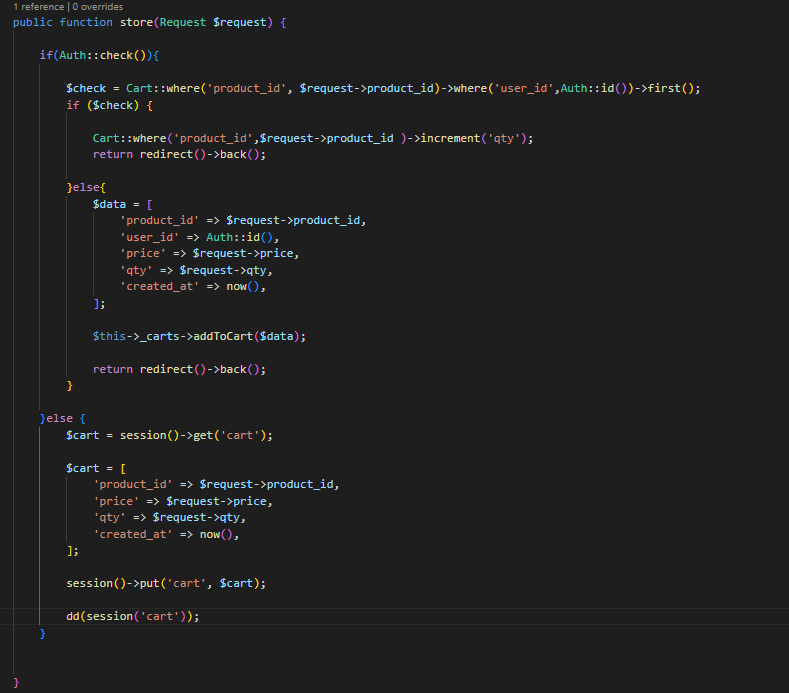 1 reference | 0 overrides
public function store(Request $request) {
if(Auth::check()){
$check = Cart::where('product_id', $request->product_id)->where('user_id',Auth::id())->first();
if ($check) {
Cart::where('product_id',$request->product_id )->increment('qty');
return redirect()->back();
}else{
$data = [
'product_id' => $request->product_id,
'user_id' => Auth::id(),
'price' => $request->price,
'qty' => $request->qty,
'created_at' => now(),
];
$this->_carts->addToCart($data);
return redirect()->back();
}
}else {
$cart = session()->get('cart');
$cart = [
'product_id' => $request->product_id,
'price' => $request->price,
'qty' => $request->qty,
'created_at' => now(),
];
session()->put('cart', $cart);
dd(session('cart'));
}
}